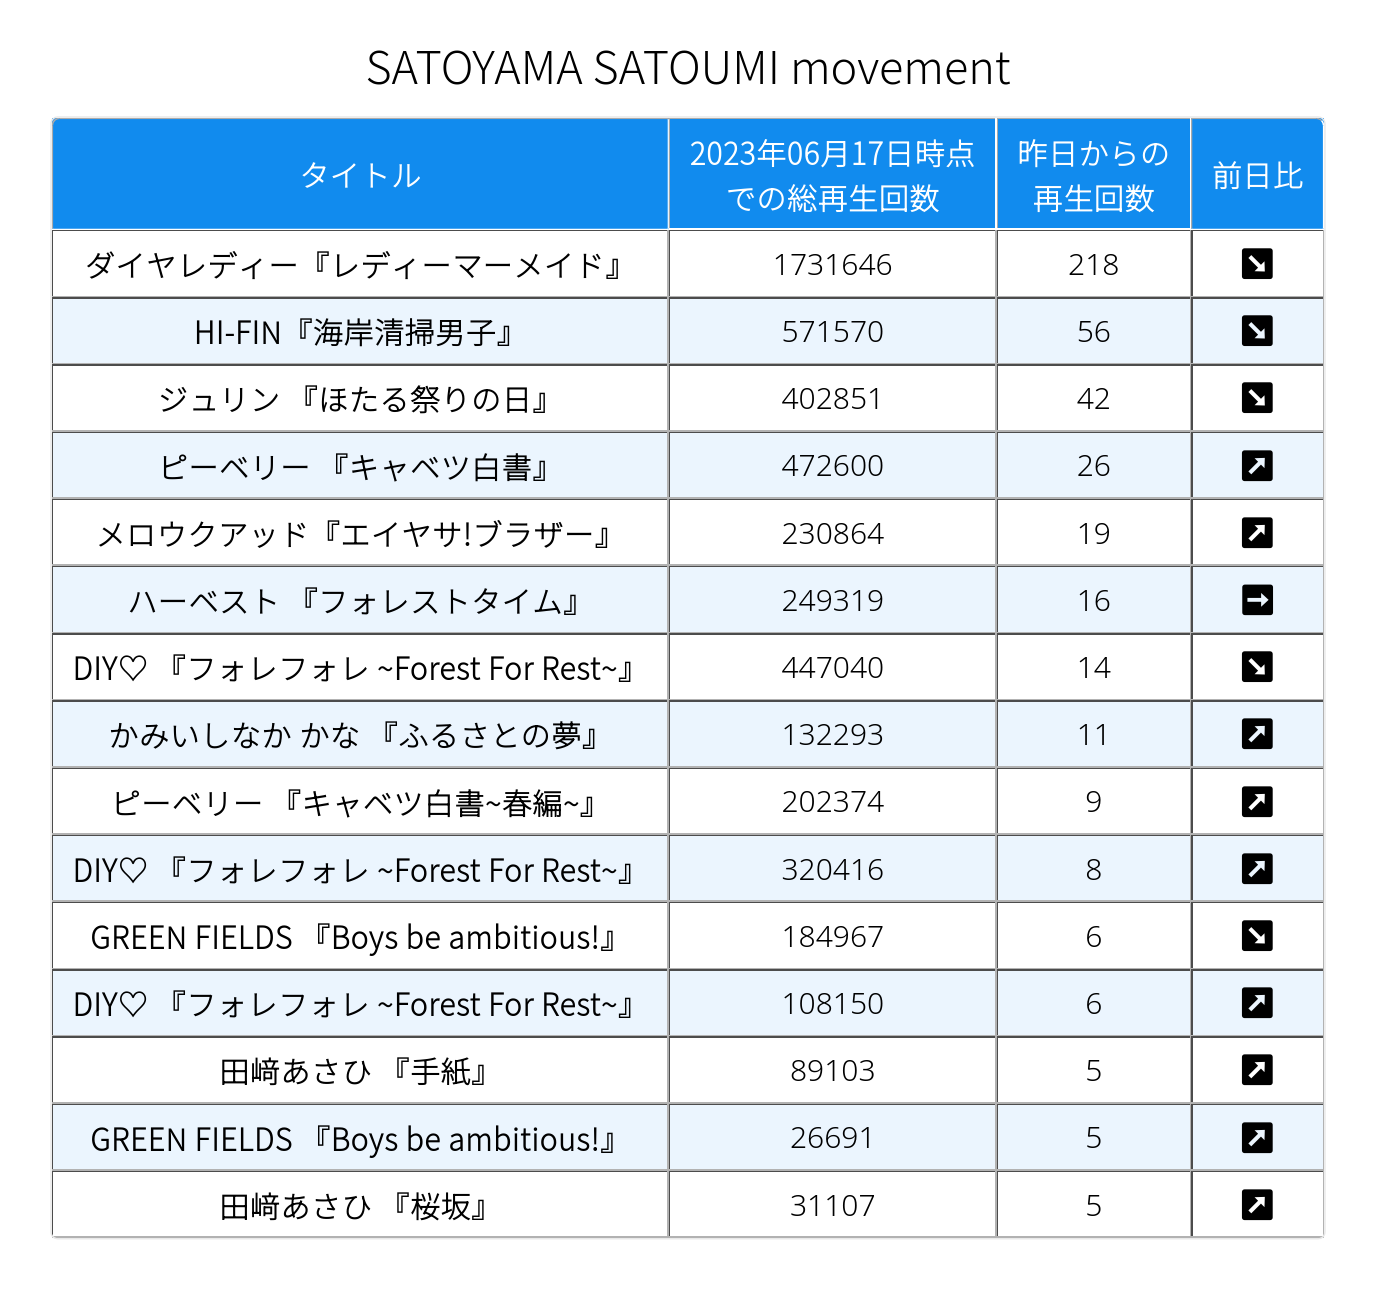 SATOYAMA SATOUMI movement
タイトル 2023年06月17日時点での総再生回数 昨日からの再生回数 前日比
ダイヤレディー『レディーマーメイド』 1731646 218 ↘
HI-FIN『海岸清掃男子』 571570 56 ↘
ジュリン 『ほたる祭りの日』 402851 42 ↘
ピーベリー 『キャベツ白書』 472600 26 ↗
メロウクアッド『エイヤサ!ブラザー』 230864 19 ↗
ハーベスト 『フォレストタイム』 249319 16 →
DIY♡ 『フォレフォレ ~Forest For Rest~』 447040 14 ↘
かみいしなか かな 『ふるさとの夢』 132293 11 ↗
ピーベリー 『キャベツ白書~春編~』 202374 9 ↗
DIY♡ 『フォレフォレ ~Forest For Rest~』 320416 8 ↗
GREEN FIELDS 『Boys be ambitious!』 184967 6 ↘
DIY♡ 『フォレフォレ ~Forest For Rest~』 108150 6 ↗
田﨑あさひ 『手紙』 89103 5 ↗
GREEN FIELDS 『Boys be ambitious!』 26691 5 ↗
田﨑あさひ 『桜坂』 31107 5 ↗